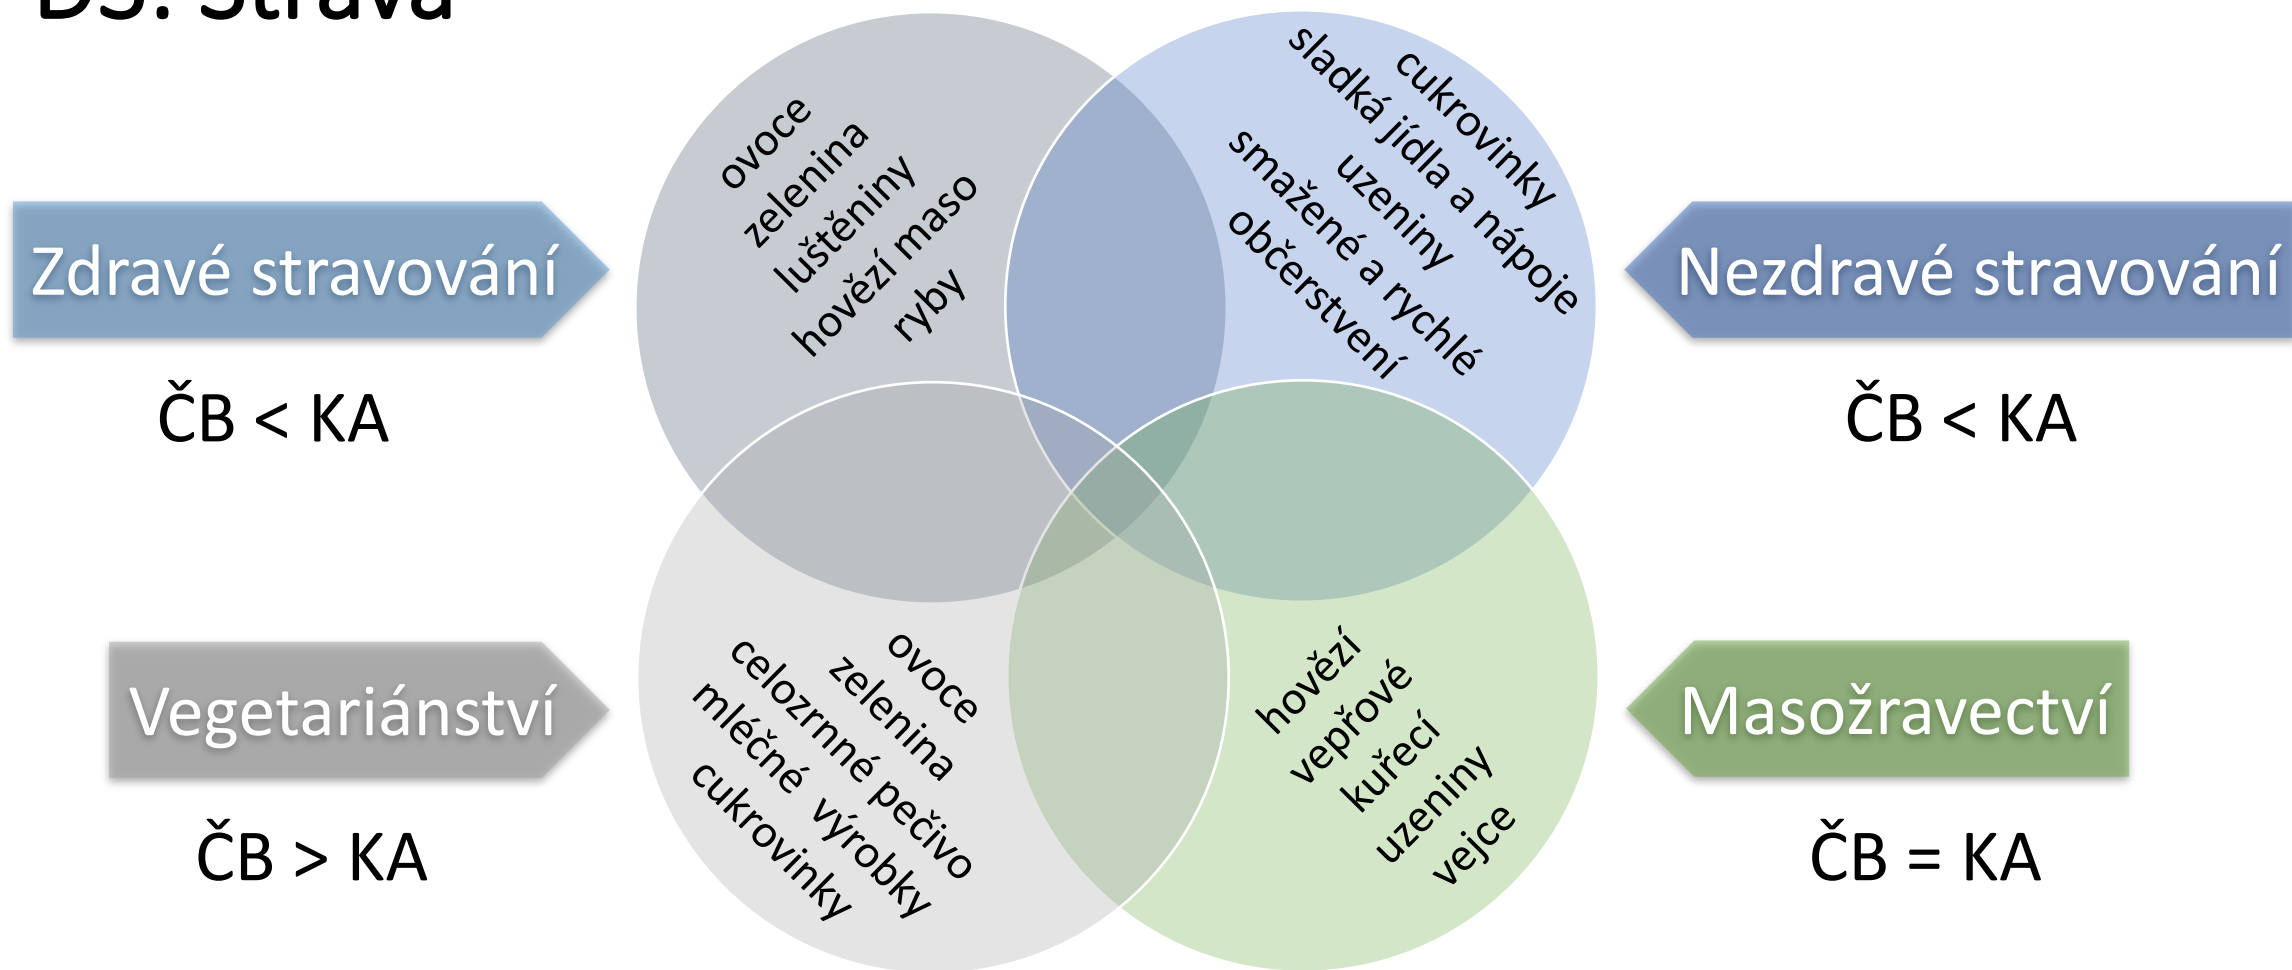 Strava
Zdravé stravování
ČB < KA
ovoce
zelenina
luštěniny
hovězí maso
ryby
cukrovinky
sladká jídla a nápoje
uzeniny
smažené a rychlé
občerstvení
Nezdravé stravování
ČB < KA
Vegetariánství
ČB > KA
ovoce
zelenina
celozrnné pečivo
mléčné výrobky
cukrovinky
hovězí
vepřové
kuřecí
uzeniny
vejce
Masožravectví
ČB = KA